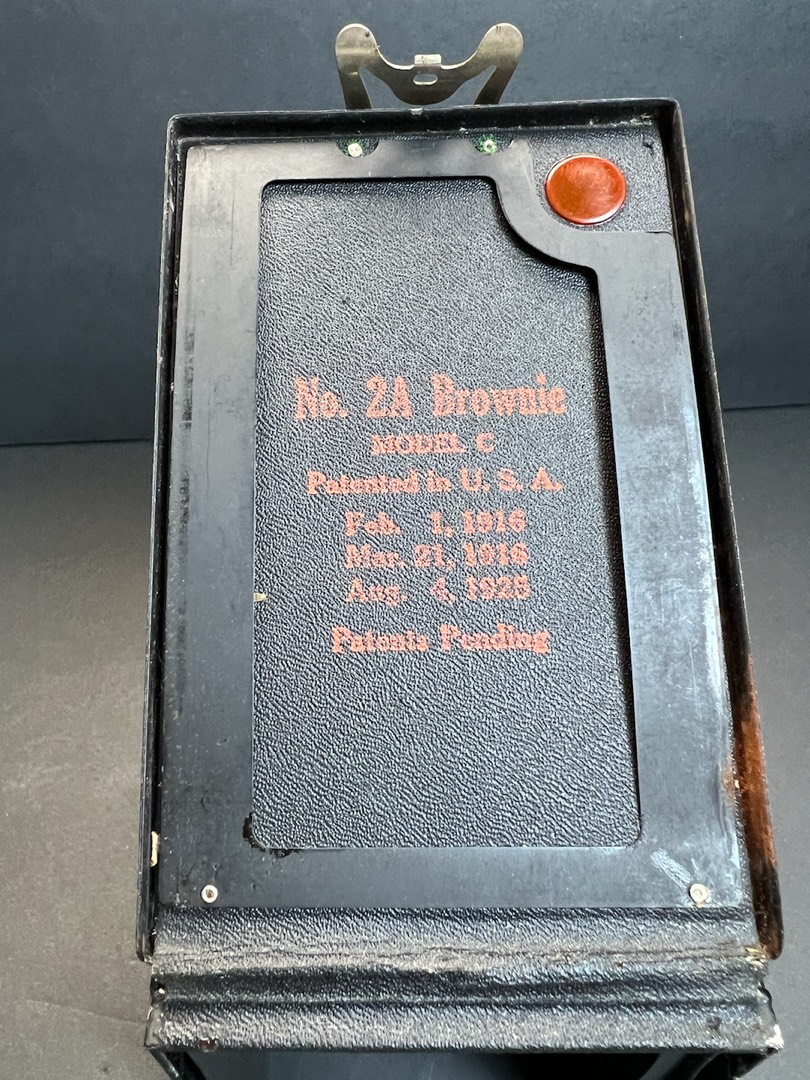 No. 2A Brownie
MODEL C
Patented in U. S. A.
Feb. 1, 1916
Mar. 21, 1916
Aug. 4, 1925
Patents Pending